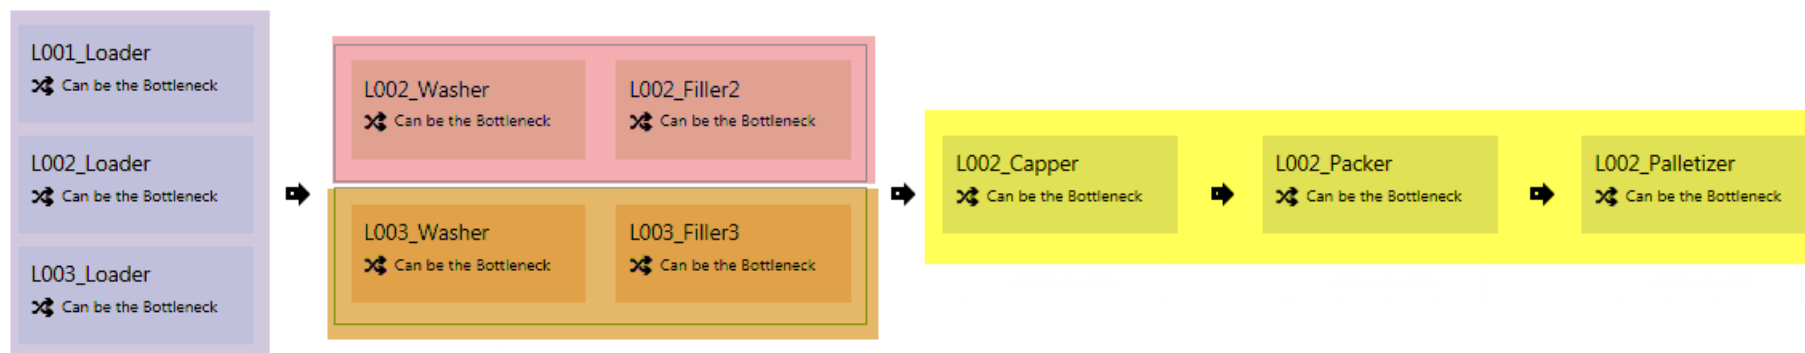 L001_Loader
Can be the Bottleneck
L002_Loader
Can be the Bottleneck
L003_Loader
Can be the Bottleneck
L002_Washer
Can be the Bottleneck
L002_Filler2
Can be the Bottleneck
L003_Washer
Can be the Bottleneck
L003_Filler3
Can be the Bottleneck
L002_Capper
Can be the Bottleneck
L002_Packer
Can be the Bottleneck
L002_Palletizer
Can be the Bottleneck